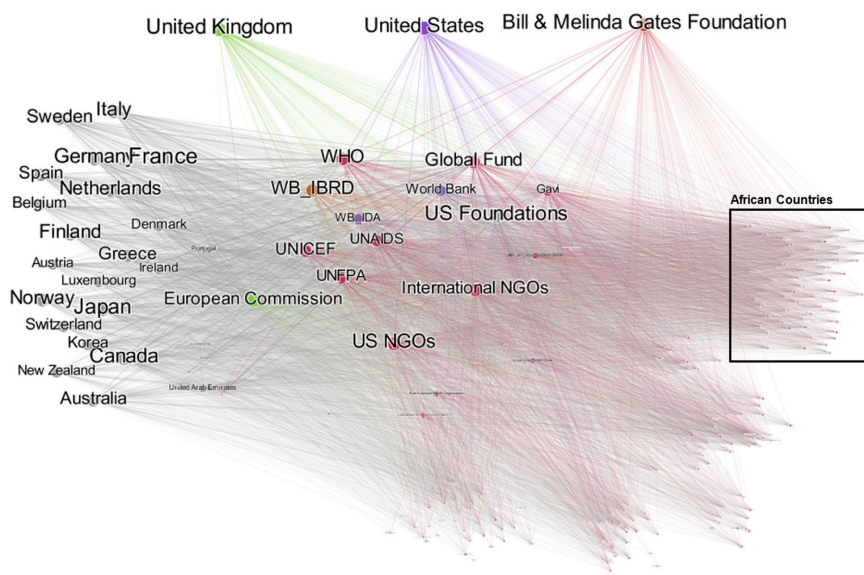 United Kingdom
United States
Bill & Melinda Gates Foundation
Sweden
Italy
Germany
France
Spain
Netherlands
Belgium
Denmark
Finland
Portugal
Greece
Austria
Ireland
Luxembourg
Norway
Japan
Switzerland
Korea
Canada
New Zealand
United Arab Emirates
Australia
WHO
Global Fund
WB_IBRD
World Bank
Gavi
WB_IDA
US Foundations
UNAIDS
UNICEF
UNFPA
European Commission
International NGOs
US NGOs
African Countries